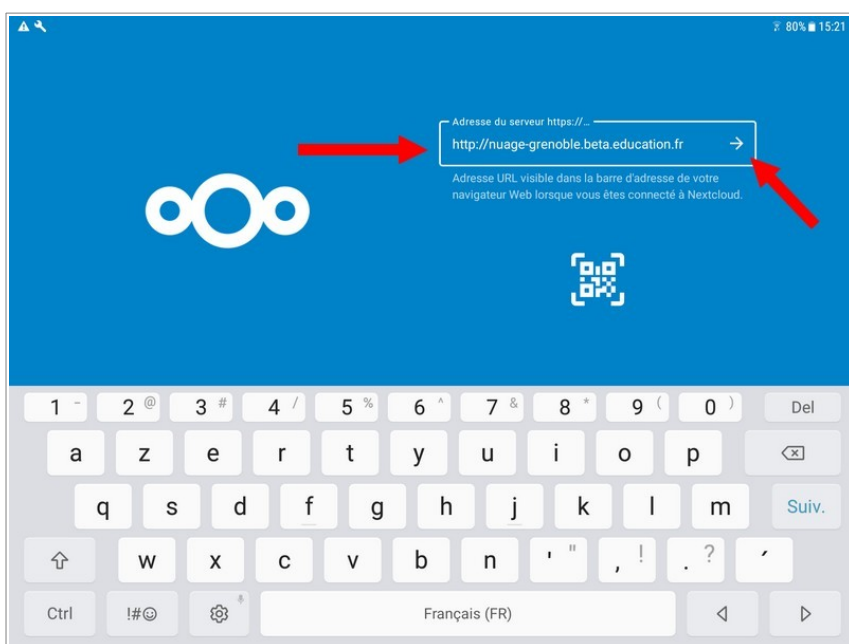 80% 15:21
Adresse du serveur https://...
http://nuage-grenoble.beta.education.fr
Adresse URL visible dans la barre d'adresse de votre
navigateur Web lorsque vous êtes connecté à Nextcloud.
1 - 2 @ 3 # 4 / 5 % 6 ^ 7 & 8 * 9 ( 0 ) Del
a z e r t y u i o p
q s d f g h j k l m Suiv.
w x c v b n ' " , ! . ? ´
Ctrl !#☺ Français (FR)